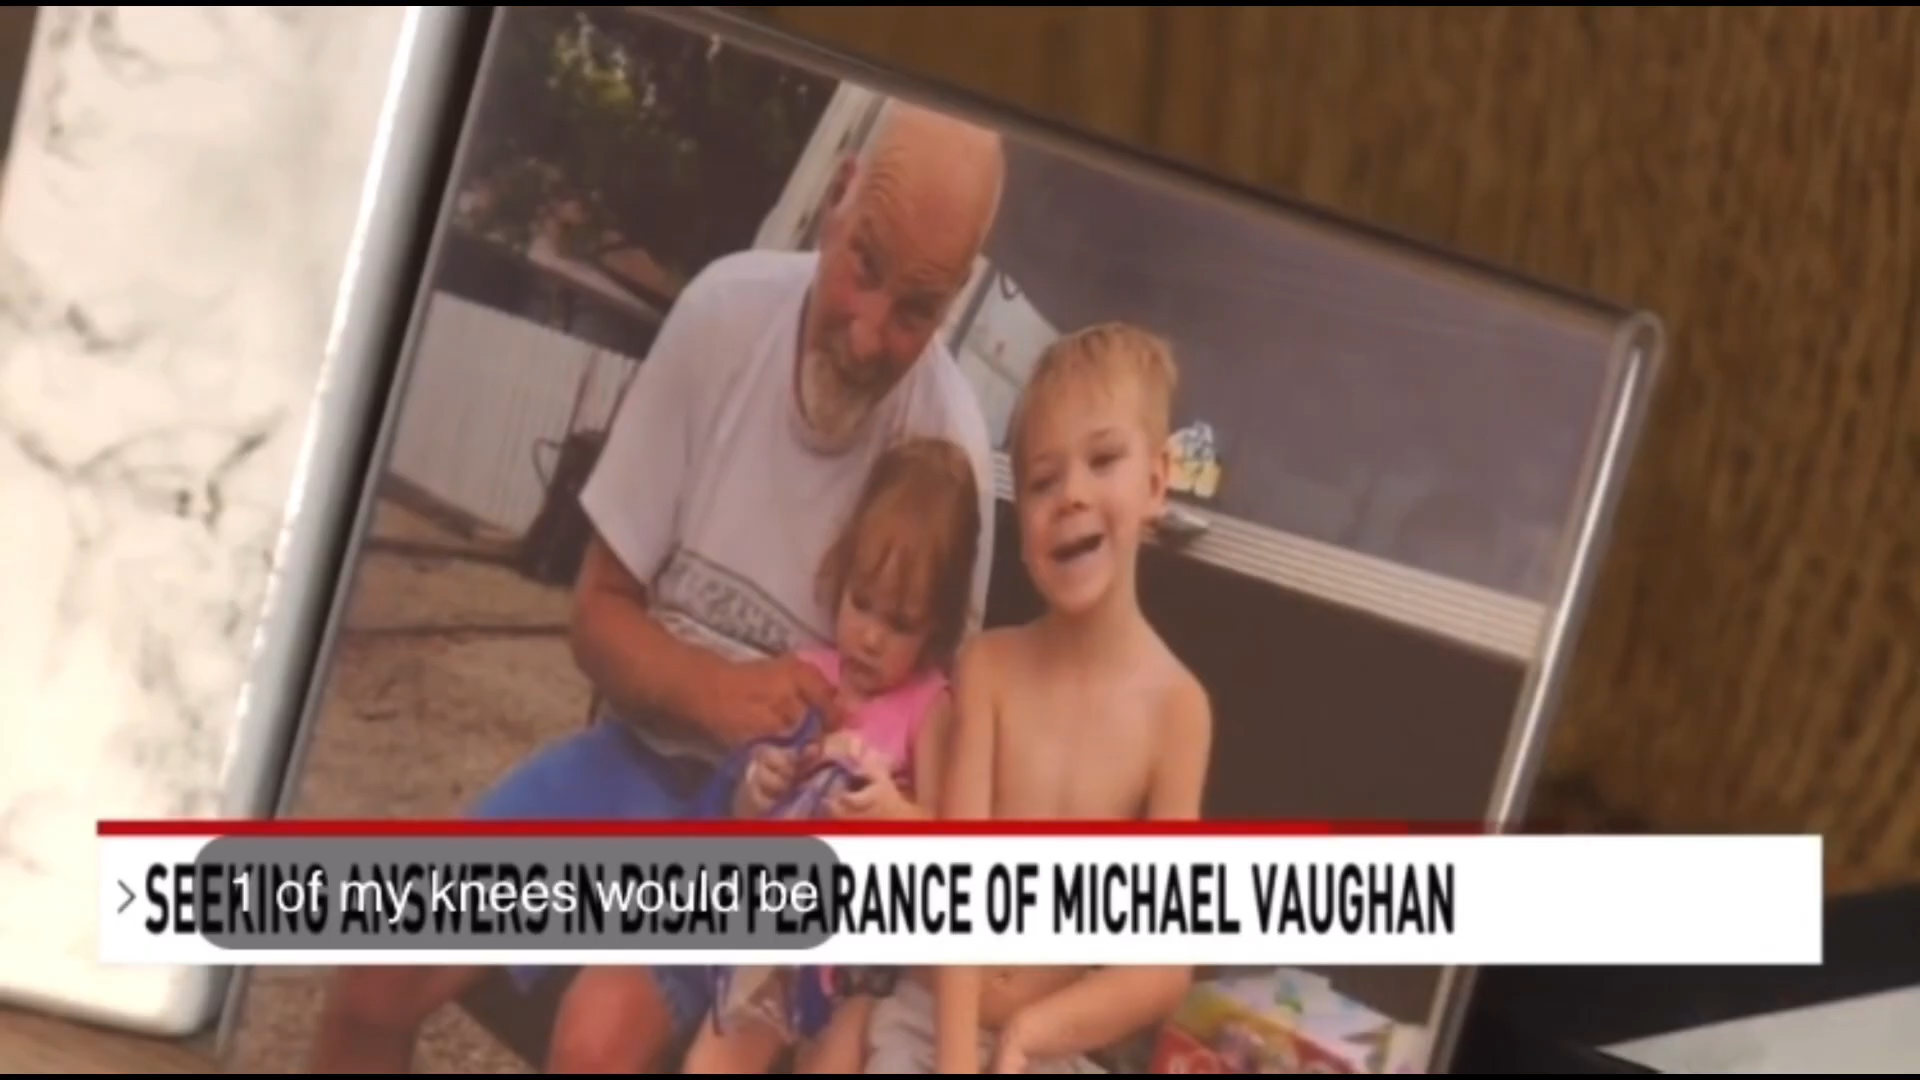 SEEKING ANSWERS IN DISAPPEARANCE OF MICHAEL VAUGHAN
1 of my knees would be